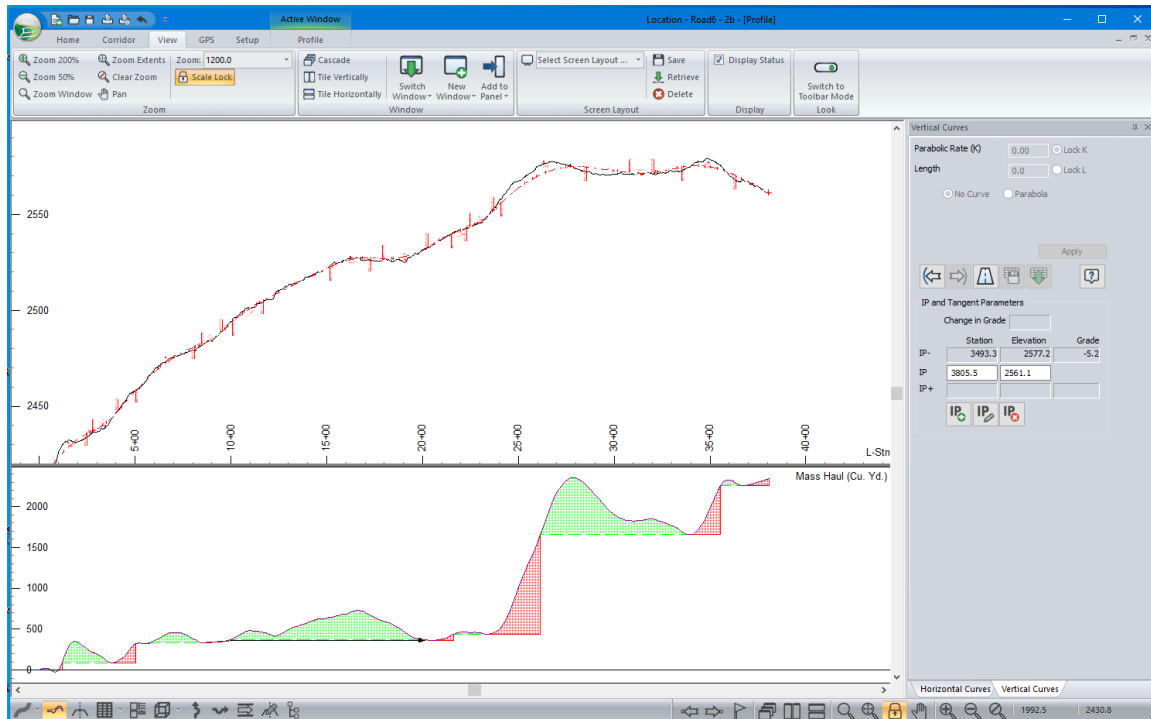 Active Window
Location - Road6 - 2b - [Profile]
Home Corridor View GPS Setup Profile
Zoom 200% Zoom Extents Zoom: 1200.0
Zoom 50% Clear Zoom Scale Lock
Zoom Window Pan
Zoom
Cascade
Tile Vertically
Tile Horizontally
Switch Window
New Window
Add to Panel
Window
Select Screen Layout ...
Save
Retrieve
Delete
Screen Layout
Display Status
Display
Switch to
Toolbar Mode
Look
2550
2500
2450
5+00 10+00 15+00 20+00 25+00 30+00 35+00 40+00
L-Stn
Mass Haul (Cu. Yd.)
2000
1500
1000
500
0
Vertical Curves
Parabolic Rate (K) 0.00 Lock K
Length 0.0 Lock L
No Curve Parabola
Apply
IP and Tangent Parameters
Change in Grade
Station Elevation Grade
IP- 3493.3 2577.2 -5.2
IP 3805.5 2561.1
IP+
IP IP IP
Horizontal Curves Vertical Curves
1992.5 2430.8